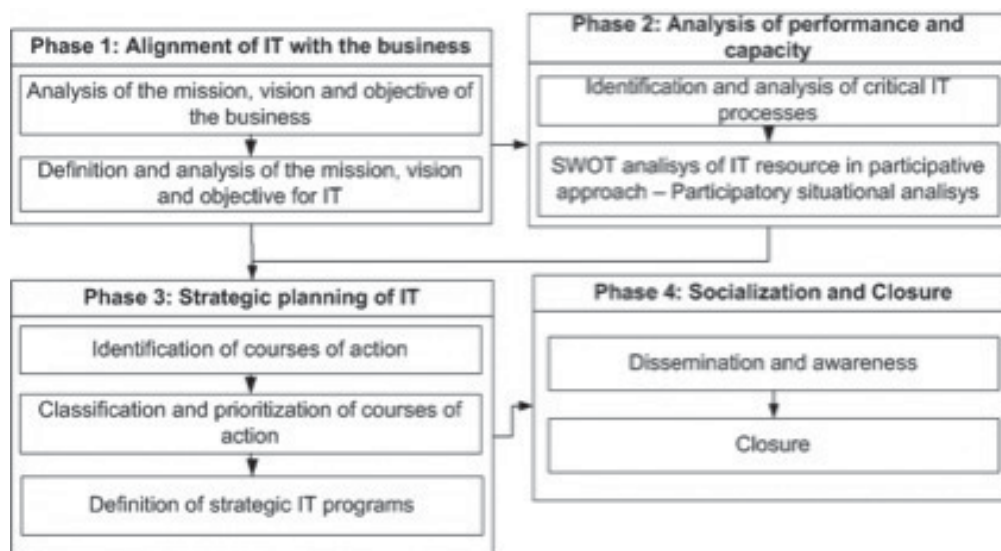 Phase 1: Alignment of IT with the business
Analysis of the mission, vision and objective of
the business
Definition and analysis of the mission, vision
and objective for IT
Phase 2: Analysis of performance and
capacity
Identification and analysis of critical IT
processes
SWOT analisys of IT resource in participative
approach – Participatory situational analisys
Phase 3: Strategic planning of IT
Identification of courses of action
Classification and prioritization of courses of
action
Definition of strategic IT programs
Phase 4: Socialization and Closure
Dissemination and awareness
Closure